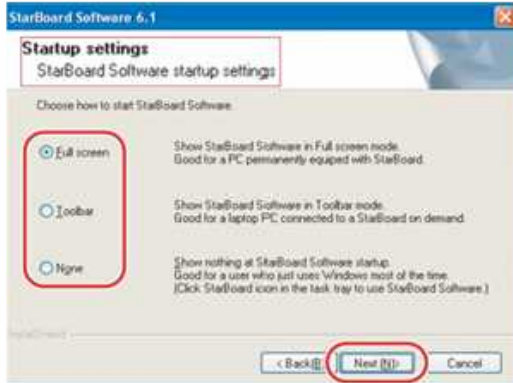 StarBoard Software 6.1
Startup settings
StarBoard Software startup settings
Choose how to start StarBoard Software.
Full screen
Show StarBoard Software in Full screen mode.
Good for a PC permanently equiped with StarBoard.
Toolbar
Show StarBoard Software in Toolbar mode.
Good for a laptop PC connected to a StarBoard on demand.
None
Show nothing at StarBoard Software startup.
Good for a user who just uses Windows most of the time.
(Click StarBoard icon in the task tray to use StarBoard Software.)
InstallShield
< Back(B) Next (N)> Cancel